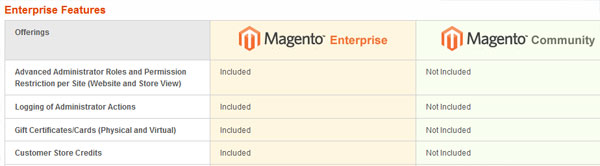 Enterprise Features
Offerings
Magento™ Enterprise
Magento™ Community
Advanced Administrator Roles and Permission
Restriction per Site (Website and Store View)
Included
Not Included
Logging of Administrator Actions
Included
Not Included
Gift Certificates/Cards (Physical and Virtual)
Included
Not Included
Customer Store Credits
Included
Not Included